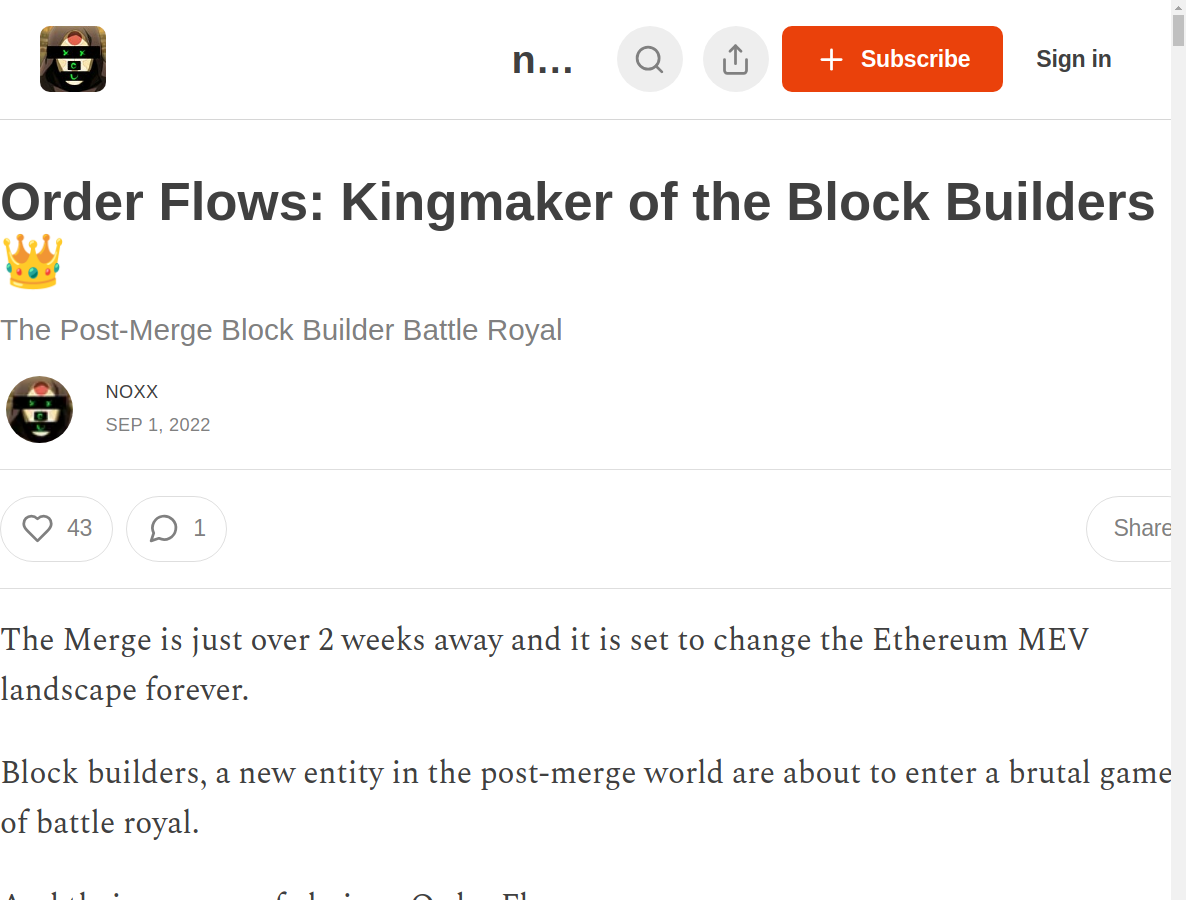 n...
Subscribe
Sign in
Order Flows: Kingmaker of the Block Builders
👑
The Post-Merge Block Builder Battle Royal
NOXX
SEP 1, 2022
43
1
Share
The Merge is just over 2 weeks away and it is set to change the Ethereum MEV
landscape forever.
Block builders, a new entity in the post-merge world are about to enter a brutal game
of battle royal.